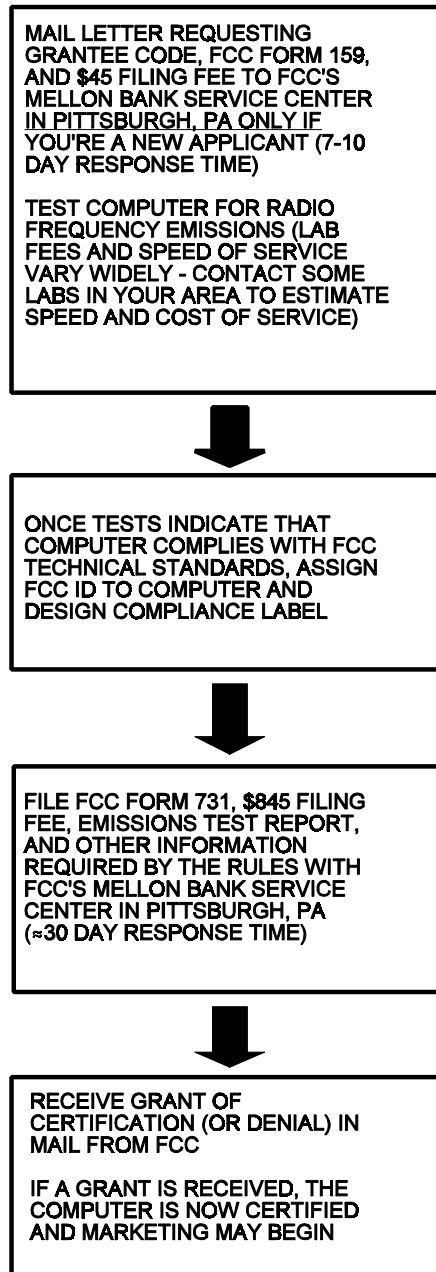 MAIL LETTER REQUESTING
GRANTEE CODE, FCC FORM 159,
AND $45 FILING FEE TO FCC'S
MELLON BANK SERVICE CENTER
IN PITTSBURGH, PA ONLY IF
YOU'RE A NEW APPLICANT (7-10
DAY RESPONSE TIME)
TEST COMPUTER FOR RADIO
FREQUENCY EMISSIONS (LAB
FEES AND SPEED OF SERVICE
VARY WIDELY - CONTACT SOME
LABS IN YOUR AREA TO ESTIMATE
SPEED AND COST OF SERVICE)
ONCE TESTS INDICATE THAT
COMPUTER COMPLIES WITH FCC
TECHNICAL STANDARDS, ASSIGN
FCC ID TO COMPUTER AND
DESIGN COMPLIANCE LABEL
FILE FCC FORM 731, $845 FILING
FEE, EMISSIONS TEST REPORT,
AND OTHER INFORMATION
REQUIRED BY THE RULES WITH
FCC'S MELLON BANK SERVICE
CENTER IN PITTSBURGH, PA
(≈30 DAY RESPONSE TIME)
RECEIVE GRANT OF
CERTIFICATION (OR DENIAL) IN
MAIL FROM FCC
IF A GRANT IS RECEIVED, THE
COMPUTER IS NOW CERTIFIED
AND MARKETING MAY BEGIN